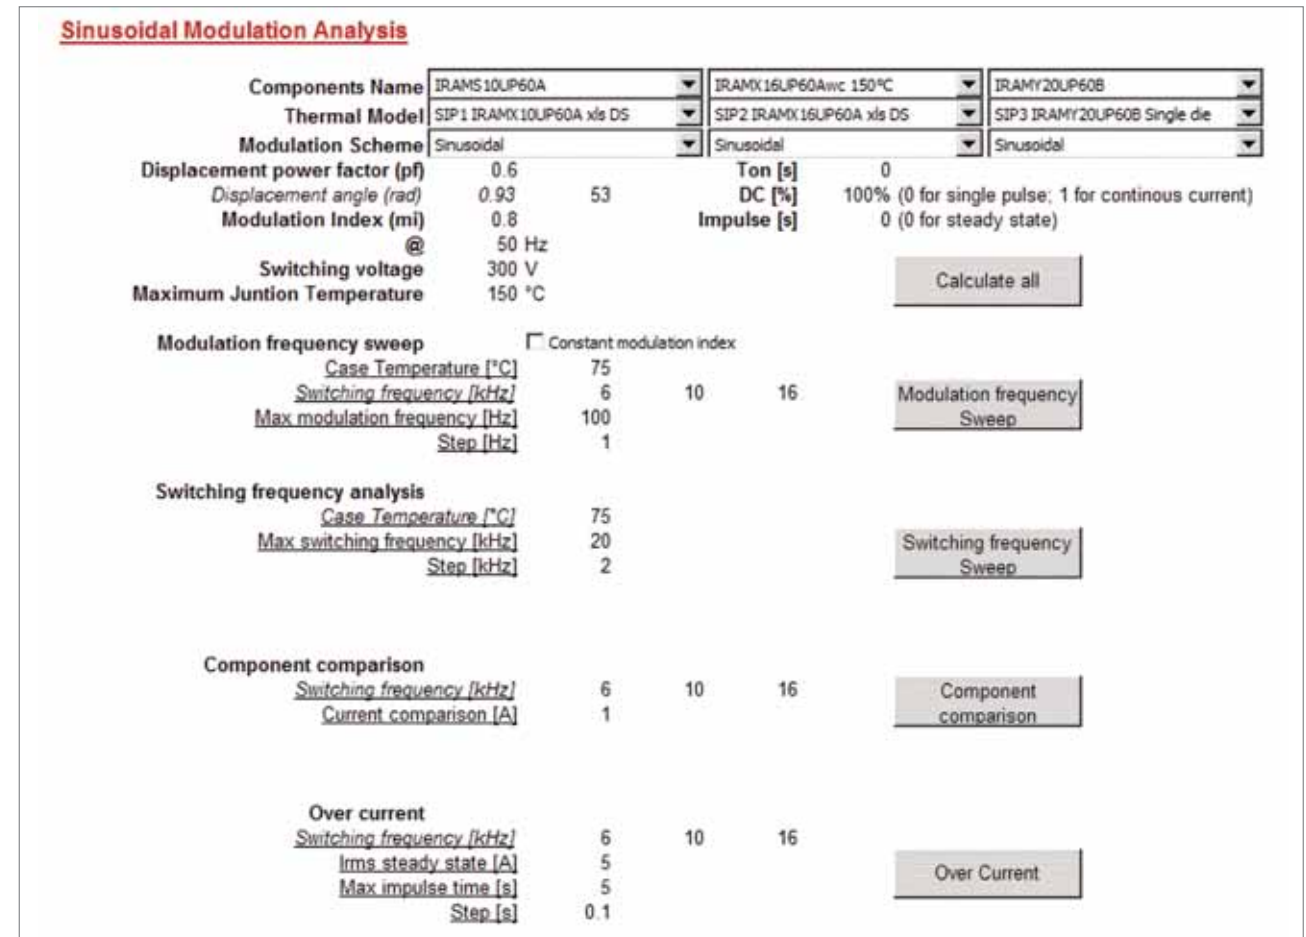 Sinusoidal Modulation Analysis
Components Name IRAMS10UP60A IRAMX16UP60Awc 150°C IRAMY20UP60B
Thermal Model SIP1 IRAMX10UP60A xls DS SIP2 IRAMX16UP60A xls DS SIP3 IRAMY20UP60B Single die
Modulation Scheme Sinusoidal Sinusoidal Sinusoidal
Displacement power factor (pf) 0.6 Ton [s] 0
Displacement angle (rad) 0.93 53 DC [%] 100% (0 for single pulse; 1 for continous current)
Modulation Index (mi) 0.8 Impulse [s] 0 (0 for steady state)
@ 50 Hz
Switching voltage 300 V
Calculate all
Maximum Juntion Temperature 150 °C
Modulation frequency sweep Constant modulation index
Case Temperature [°C] 75
Switching frequency [kHz] 6 10 16
Modulation frequency
Sweep
Max modulation frequency [Hz] 100
Step [Hz] 1
Switching frequency analysis
Case Temperature [°C] 75
Max switching frequency [kHz] 20
Switching frequency
Sweep
Step [kHz] 2
Component comparison
Switching frequency [kHz] 6 10 16
Component
comparison
Current comparison [A] 1
Over current
Switching frequency [kHz] 6 10 16
Irms steady state [A] 5
Over Current
Max impulse time [s] 5
Step [s] 0.1